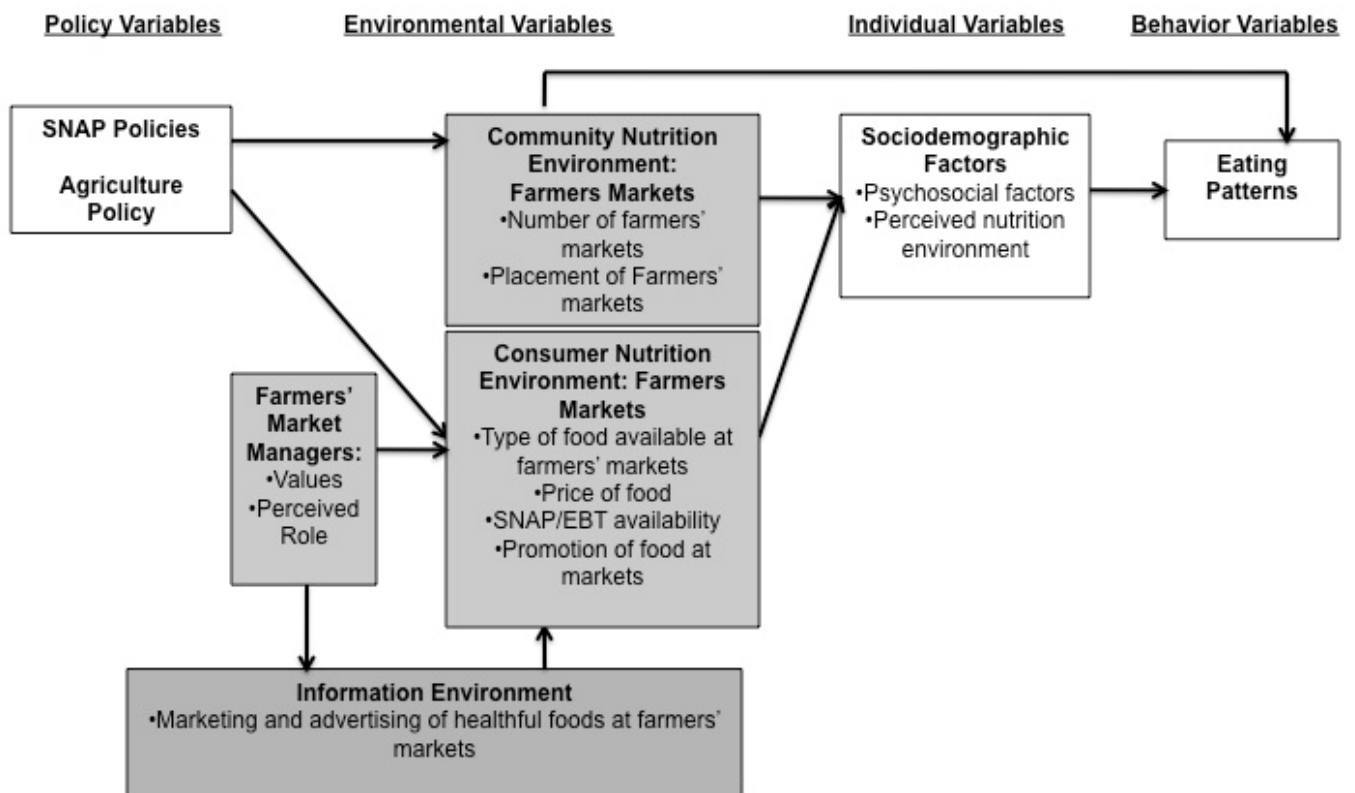 Policy Variables
Environmental Variables
Individual Variables
Behavior Variables
SNAP Policies
Agriculture
Policy
Community Nutrition
Environment:
Farmers Markets
•Number of farmers’
markets
•Placement of Farmers’
markets
Sociodemographic
Factors
•Psychosocial factors
•Perceived nutrition
environment
Eating
Patterns
Farmers’
Market
Managers:
•Values
•Perceived
Role
Consumer Nutrition
Environment: Farmers
Markets
•Type of food available at
farmers’ markets
•Price of food
•SNAP/EBT availability
•Promotion of food at
markets
Information Environment
•Marketing and advertising of healthful foods at farmers’
markets